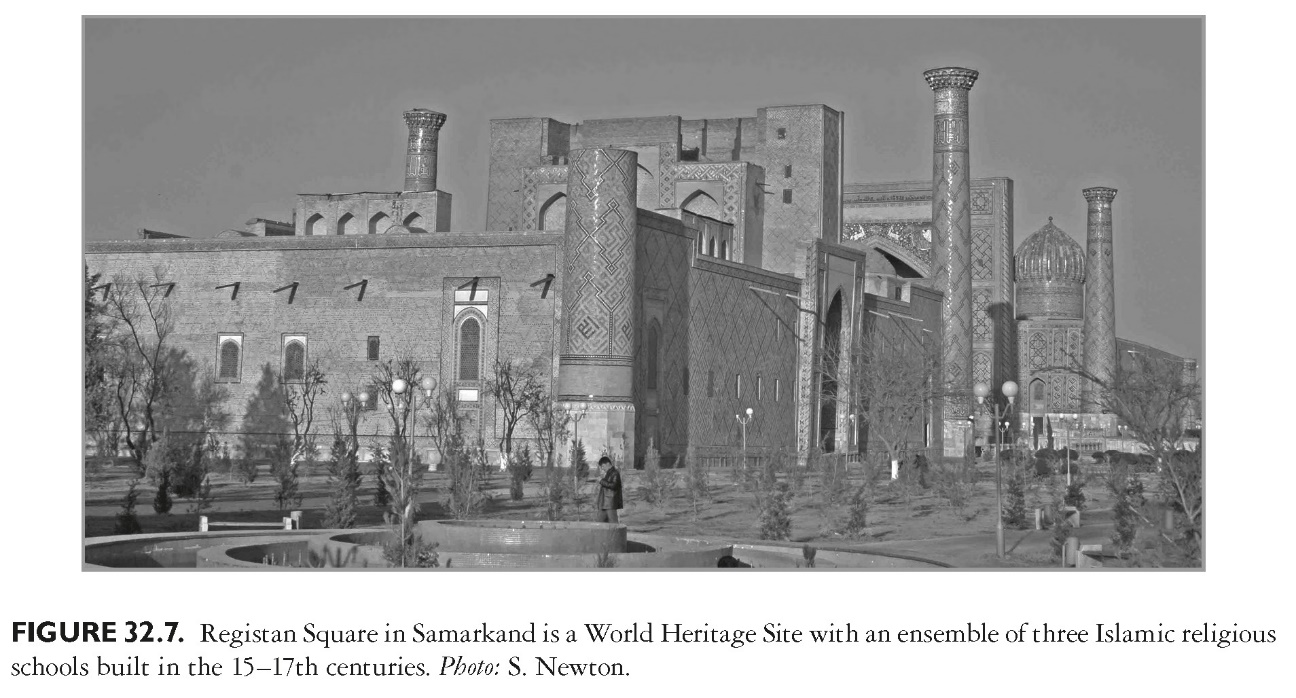 FIGURE 32.7. Registan Square in Samarkand is a World Heritage Site with an ensemble of three Islamic religious
schools built in the 15–17th centuries. Photo: S. Newton.